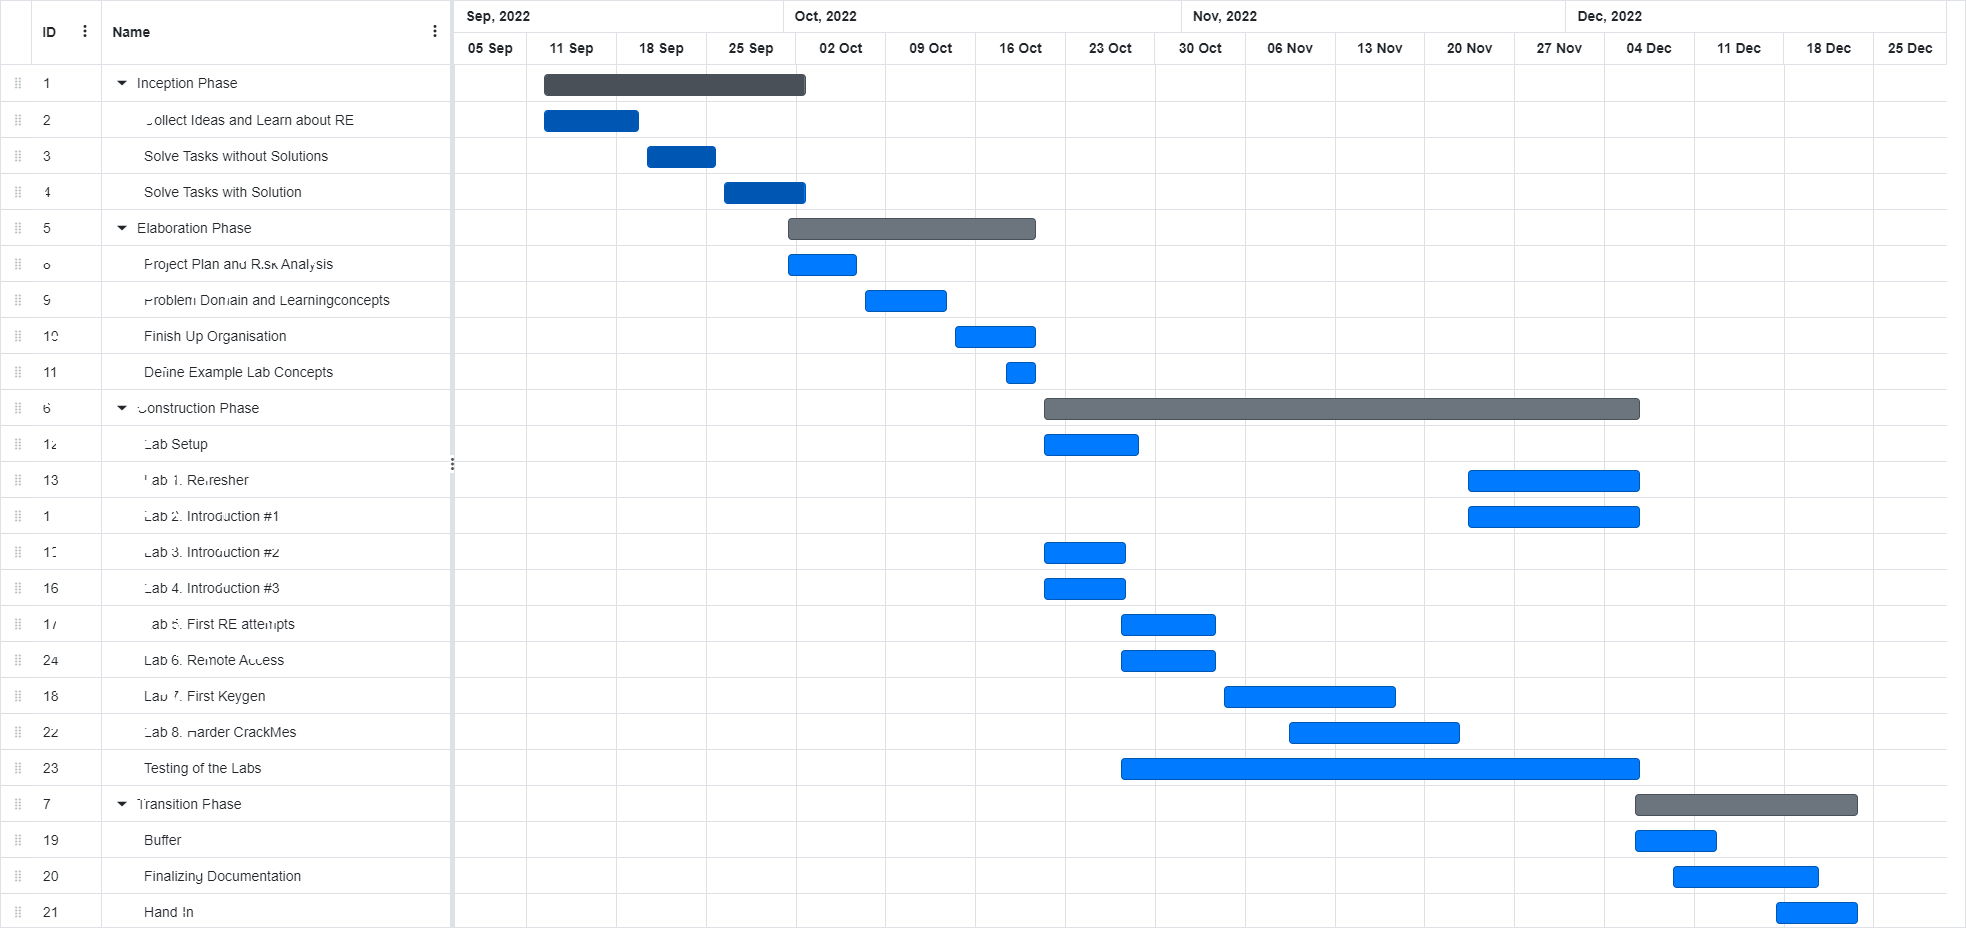 Sep, 2022 Oct, 2022 Nov, 2022 Dec, 2022
ID Name
05 Sep 11 Sep 18 Sep 25 Sep 02 Oct 09 Oct 16 Oct 23 Oct 30 Oct 06 Nov 13 Nov 20 Nov 27 Nov 04 Dec 11 Dec 18 Dec 25 Dec
1 Inception Phase
2 Collect Ideas and Learn about RE
3 Solve Tasks without Solutions
4 Solve Tasks with Solution
5 Elaboration Phase
8 Project Plan and Risk Analysis
9 Problem Domain and Learningconcepts
10 Finish Up Organisation
11 Define Example Lab Concepts
6 Construction Phase
12 Lab Setup
13 Lab 1. Refresher
Lab 2. Introduction #1
15 Lab 3. Introduction #2
16 Lab 4. Introduction #3
17 Lab 5. First RE attempts
24 Lab 6. Remote Access
18 Lab 7. First Keygen
22 Lab 8. Harder CrackMes
23 Testing of the Labs
7 Transition Phase
19 Buffer
20 Finalizing Documentation
21 Hand In